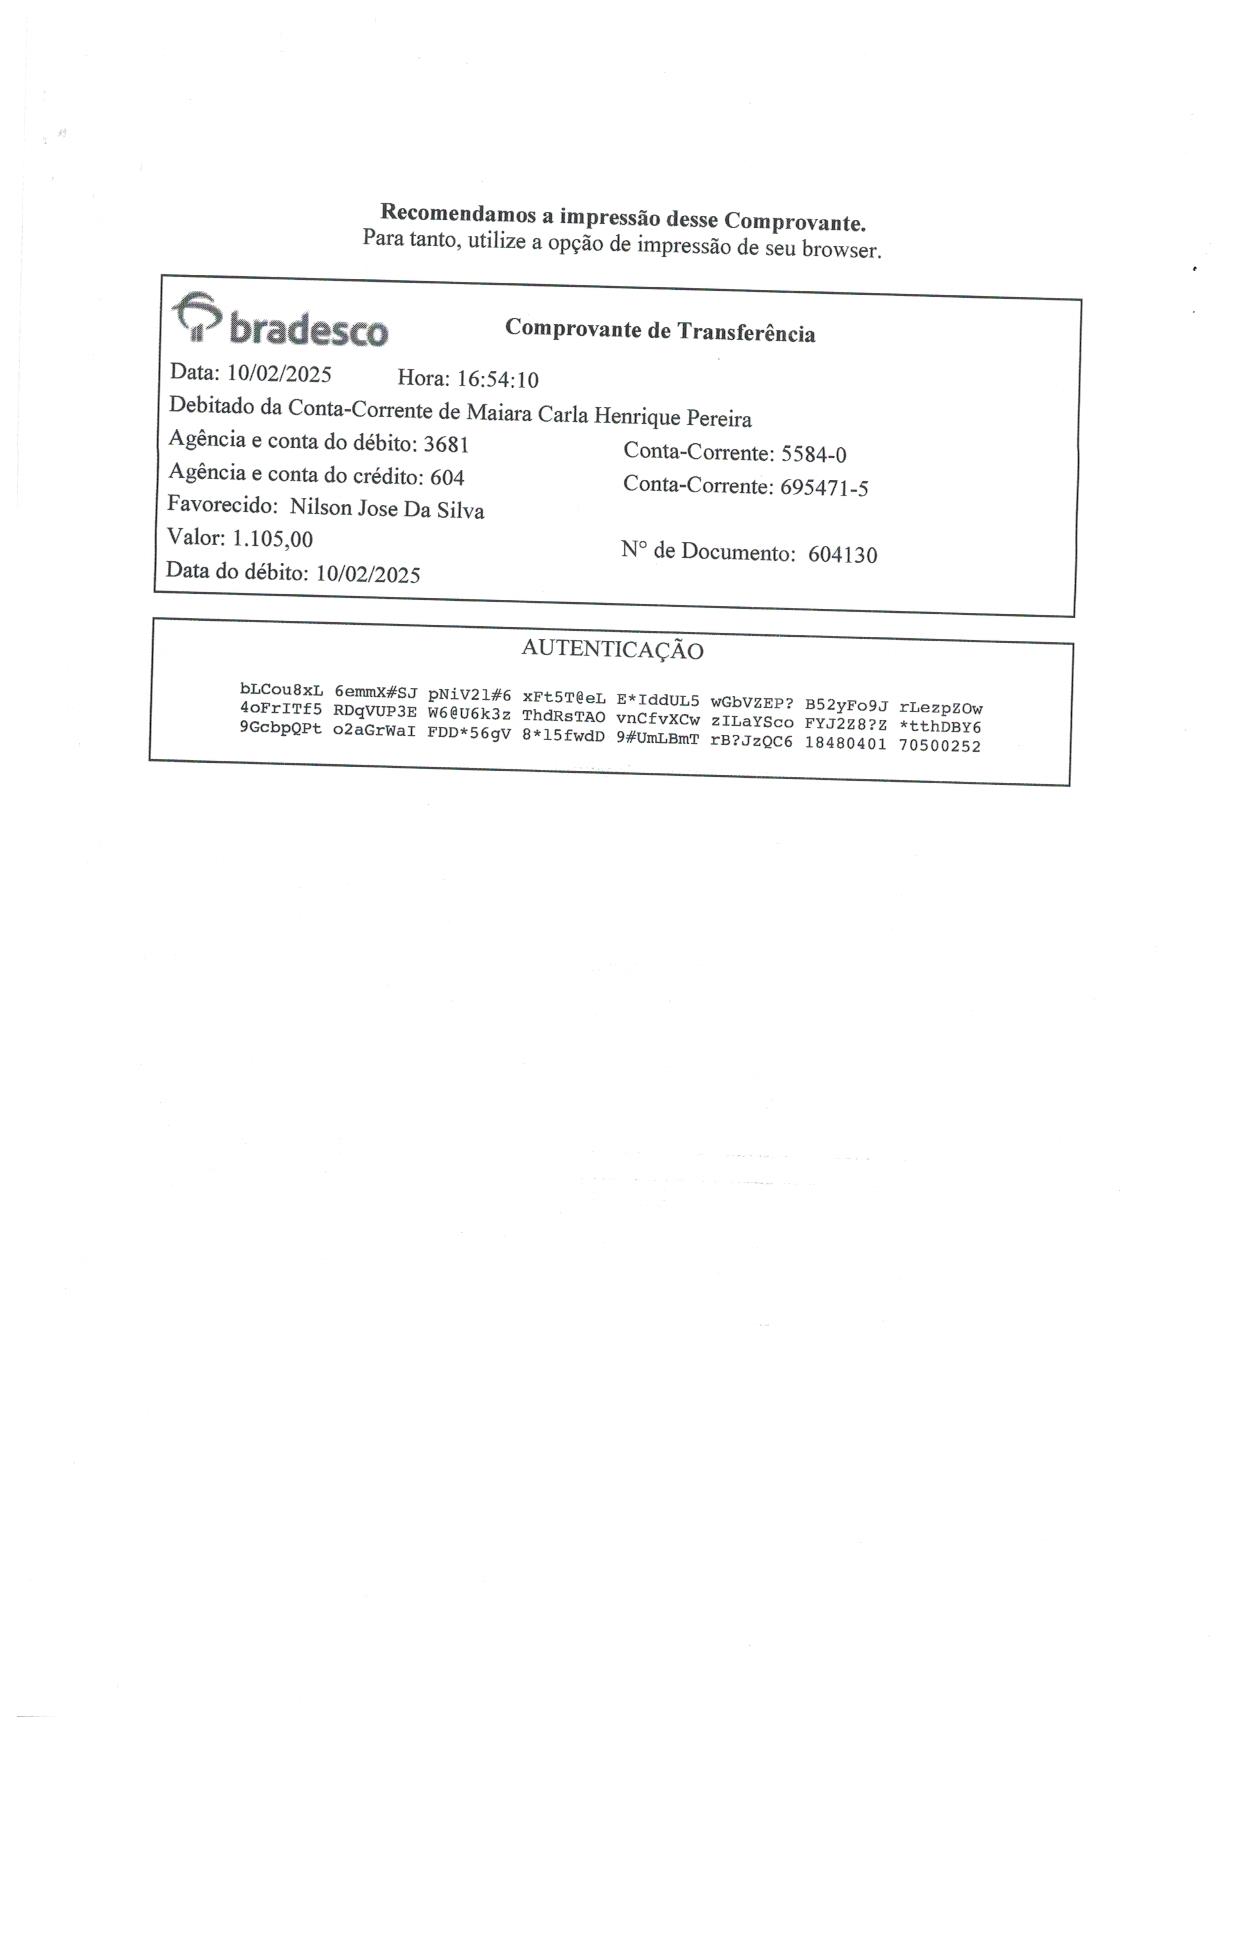 Recomendamos a impressão desse Comprovante.
Para tanto, utilize a opção de impressão de seu browser.
bradesco Comprovante de Transferência
Data: 10/02/2025 Hora: 16:54:10
Debitado da Conta-Corrente de Maiara Carla Henrique Pereira
Agência e conta do débito: 3681 Conta-Corrente: 5584-0
Agência e conta do crédito: 604 Conta-Corrente: 695471-5
Favorecido: Nilson Jose Da Silva
Valor: 1.105,00 N° de Documento: 604130
Data do débito: 10/02/2025
AUTENTICAÇÃO
bLCou8xL 6emmX#SJ pNiV2l#6 xFt5T@eL E*IddUL5 wGbVZEP? B52yFo9J rLezpZOw
4oFrITf5 RDqVUP3E W6@U6k3z ThdRsTAO vnCfvXCw zILaYSco FYJ2Z8?Z *tthDBY6
9GcbpQPt o2aGrWaI FDD*56gV 8*l5fwdD 9#UmLBmT rB?JzQC6 18480401 70500252